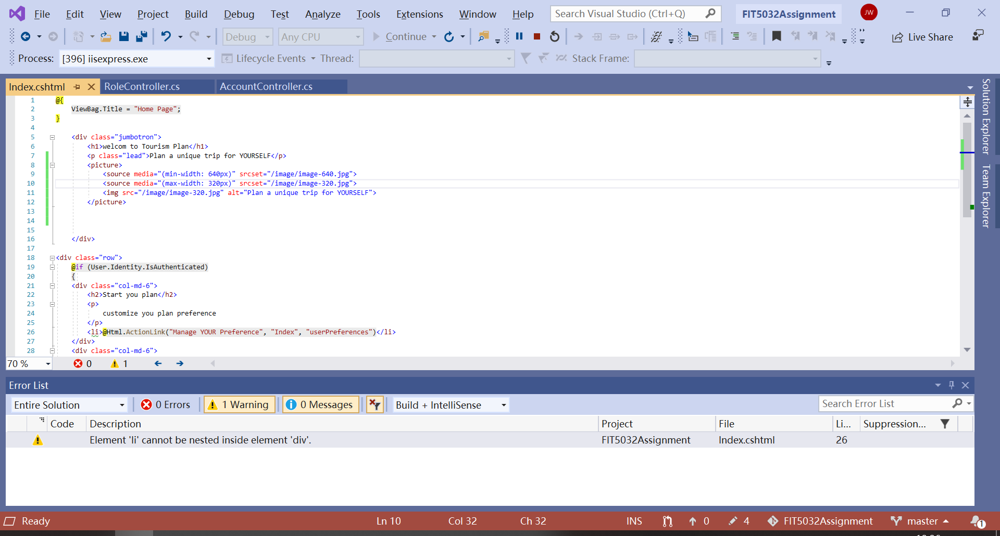 File Edit View Project Build Debug Test Analyze Tools Extensions Window Help Search Visual Studio (Ctrl+Q) FIT5032Assignment JW
Debug Any CPU Continue Live Share
Process: [396] iisexpress.exe Lifecycle Events Thread: Stack Frame:
Index.cshtml RoleController.cs AccountController.cs
1 @{
2 ViewBag.Title = "Home Page";
3 }
4
5 <div class="jumbotron">
6 <h1>welcom to Tourism Plan</h1>
7 <p class="lead">Plan a unique trip for YOURSELF</p>
8 <picture>
9 <source media="(min-width: 640px)" srcset="/image/image-640.jpg">
10 <source media="(max-width: 320px)" srcset="/image/image-320.jpg">
11 <img src="/image/image-320.jpg" alt="Plan a unique trip for YOURSELF">
12 </picture>
13
14
15
16 </div>
17
18 <div class="row">
19 @if (User.Identity.IsAuthenticated)
20 {
21 <div class="col-md-6">
22 <h2>Start you plan</h2>
23 <p>
24 customize you plan preference
25 </p>
26 <li>@Html.ActionLink("Manage YOUR Preference", "Index", "userPreferences")</li>
27 </div>
28 <div class="col-md-6">
70 % 0 1
Solution Explorer
Team Explorer
Error List
Entire Solution 0 Errors 1 Warning 0 Messages Build + IntelliSense Search Error List
Code Description Project File Li... Suppression...
Element 'li' cannot be nested inside element 'div'. FIT5032Assignment Index.cshtml 26
Ready Ln 10 Col 32 Ch 32 INS 0 4 FIT5032Assignment master 1